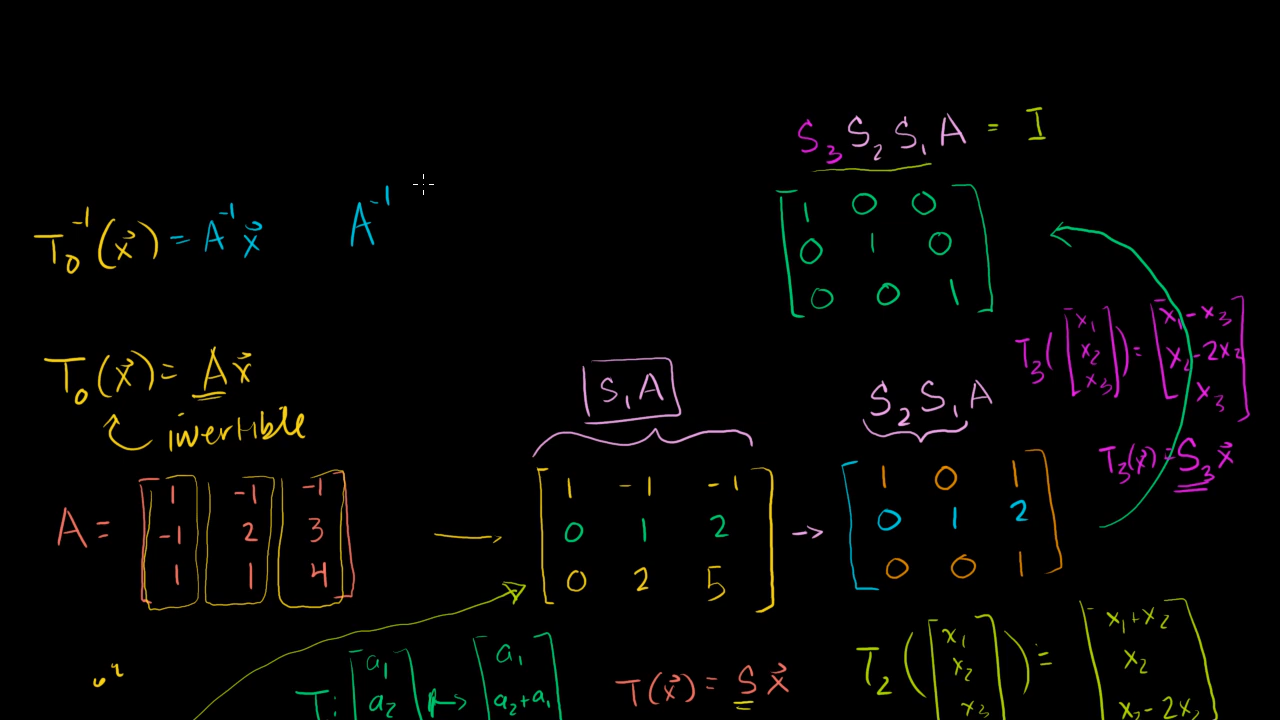 S₃S₂S₁A = I
[1 0 0
0 1 0
0 0 1]
T₀⁻¹(x⃗) = A⁻¹x⃗
A⁻¹
T₀(x⃗) = Ax⃗
invertible
S₁A
S₂S₁A
T₃([x₁ x₂ x₃]) = [x₁-x₃
x₂-2x₂
x₃]
T₃(x⃗) = S₃x⃗
A = [1 -1 -1
-1 2 3
1 1 4]
→
[1 -1 -1
0 1 2
0 2 5]
→
[1 0 1
0 1 2
0 0 1]
T: [a₁ a₂ ↦ [a₁
a₂+a₁
T(x⃗) = Sx⃗
T₂([x₁ x₂ x₃]) = [x₁+x₂
x₂
x₃-2x₂